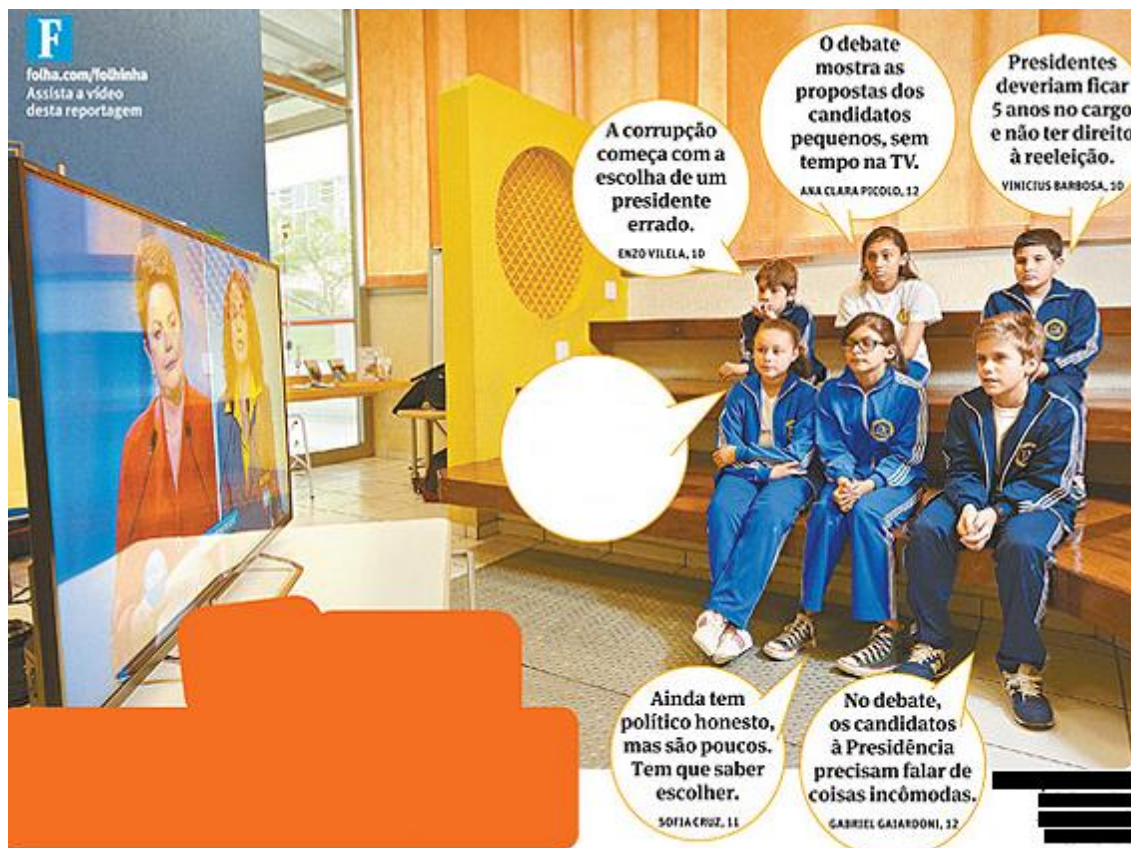 F
folha.com/folhinha
Assista a vídeo
desta reportagem
A corrupção
começa com a
escolha de um
presidente
errado.
ENZO VILELA, 10
O debate
mostra as
propostas dos
candidatos
pequenos, sem
tempo na TV.
ANA CLARA PICOLO, 12
Presidentes
deveriam ficar
5 anos no cargo
e não ter direito
à reeleição.
VINICIUS BARBOSA, 10
Ainda tem
político honesto,
mas são poucos.
Tem que saber
escolher.
SOFIA CRUZ, 11
No debate,
os candidatos
à Presidência
precisam falar de
coisas incômodas.
GABRIEL GAIARDONI, 12